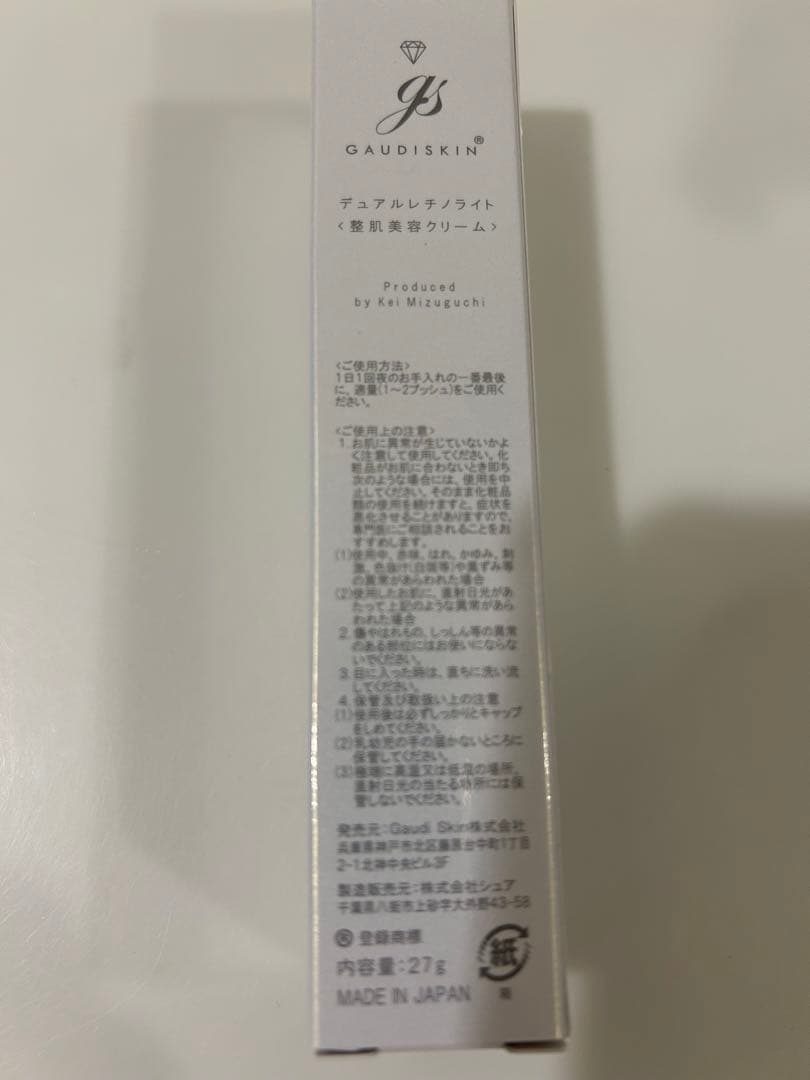 gs
GAUDISKIN®
デュアルレチノライト
<整肌美容クリーム>
Produced
by Kei Mizuguchi
<ご使用方法>
1日1回夜のお手入れの一番最後
に、適量(1~2プッシュ)をご使用く
ださい。
<ご使用上の注意>
1. お肌に異常が生じていないかよ
く注意して使用してください。化
粧品がお肌に合わないとき即ち
次のような場合には、使用を中
止してください。そのまま化粧品
類の使用を続けますと、症状を
悪化させることがありますので、
専門医にご相談されることをお
すすめします。
(1)使用中、赤味、はれ、かゆみ、刺
激、色抜け(白斑等)や黒ずみ等
の異常があらわれた場合
(2)使用したお肌に、直射日光があ
たって上記のような異常があら
われた場合
2. 傷やはれもの、しっしん等の異常
のある部位にはお使いにならな
いでください。
3. 目に入った時は、直ちに洗い流
してください。
4. 保管及び取扱い上の注意
(1)使用後は必ずしっかりとキャップ
をしめてください。
(2)乳幼児の手の届かないところに
保管してください。
(3)極端に高温又は低温の場所、
直射日光の当たる場所には保
管しないでください。
発売元:Gaudi Skin株式会社
兵庫県神戸市北区藤原台中町1丁目
2-1北神中央ビル3F
製造販売元:株式会社シュア
千葉県八街市上砂字大外野43-58
® 登録商標
内容量:27g
MADE IN JAPAN
紙
箱